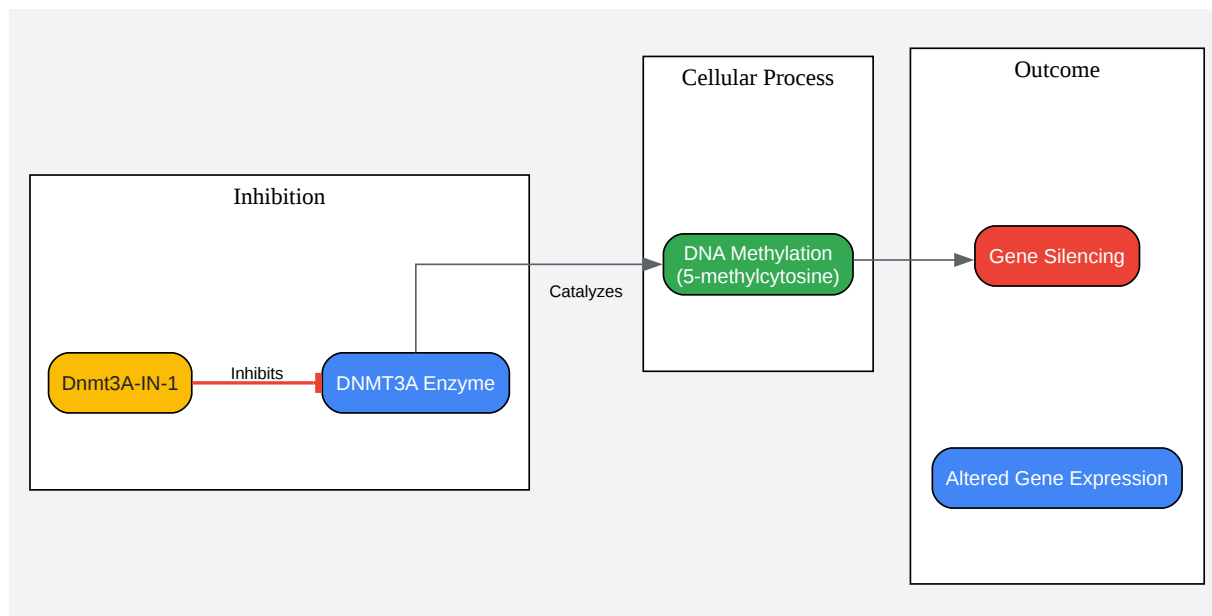 Inhibition
Dnmt3A-IN-1
Inhibits
DNMT3A Enzyme
Catalyzes
Cellular Process
DNA Methylation
(5-methylcytosine)
Outcome
Gene Silencing
Altered Gene Expression